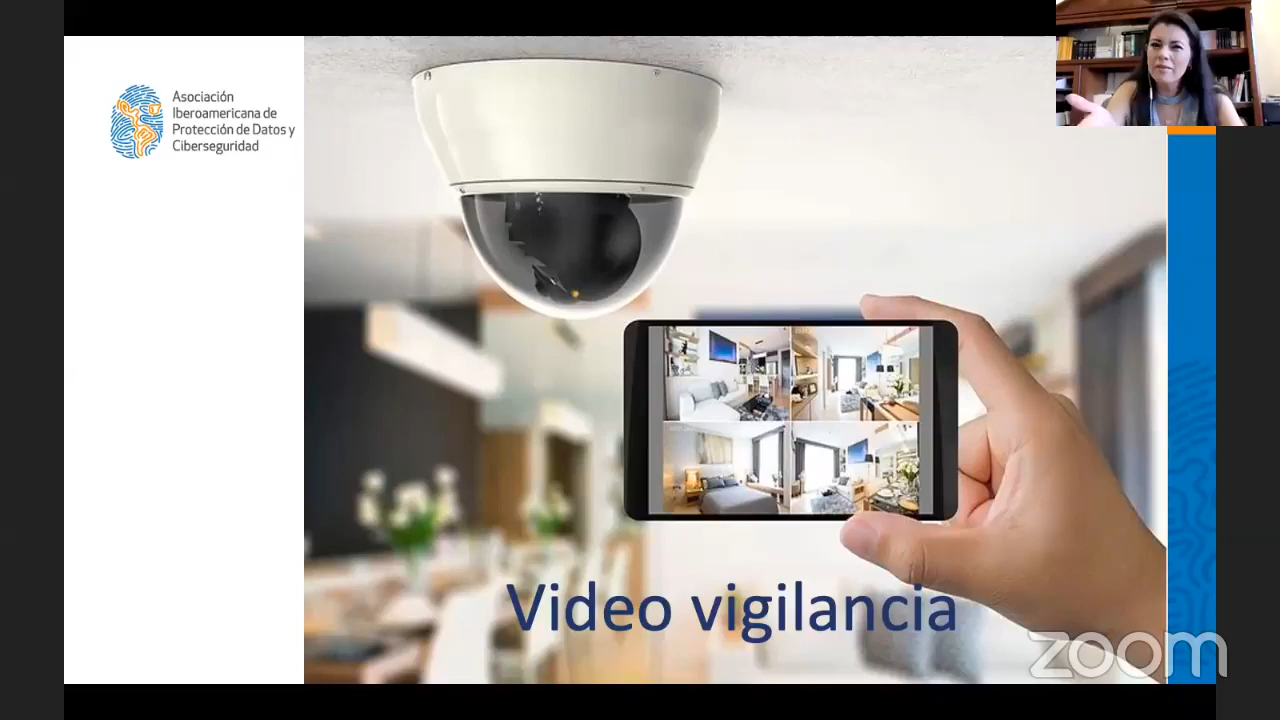 Asociación
Iberoamericana de
Protección de Datos y
Ciberseguridad
Video vigilancia
zoom